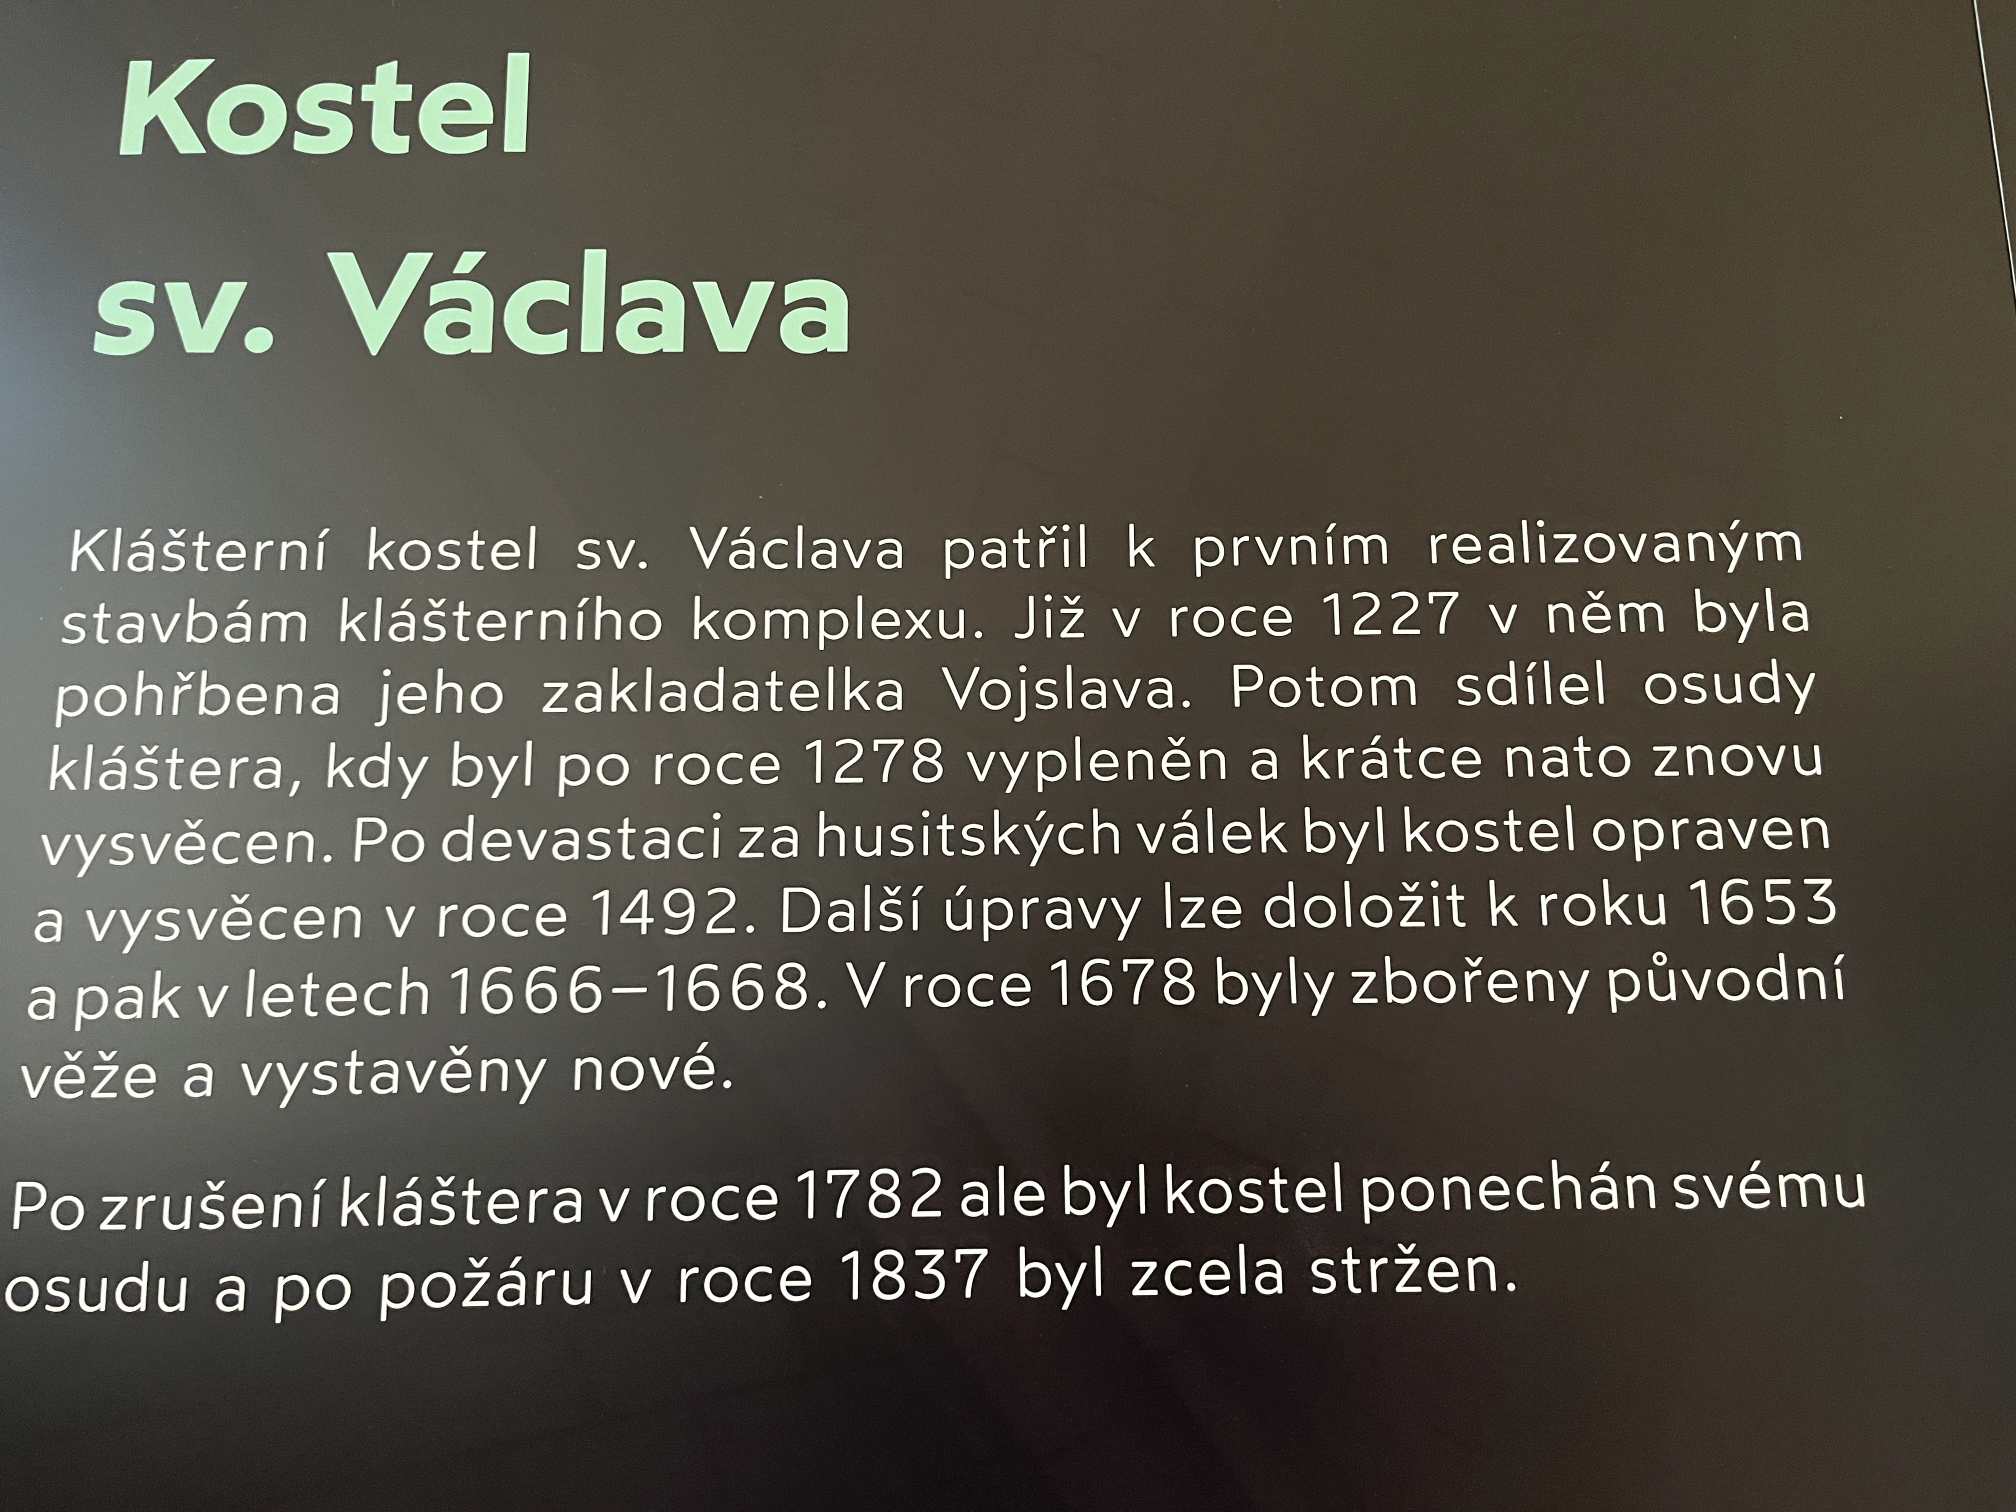 Kostel
sv. Václava
Klášterní kostel sv. Václava patřil k prvním realizovaným
stavbám klášterního komplexu. Již v roce 1227 v něm byla
pohřbena jeho zakladatelka Vojslava. Potom sdílel osudy
kláštera, kdy byl po roce 1278 vypleněn a krátce nato znovu
vysvěcen. Po devastaci za husitských válek byl kostel opraven
a vysvěcen v roce 1492. Další úpravy lze doložit k roku 1653
a pak v letech 1666–1668. V roce 1678 byly zbořeny původní
věže a vystavěny nové.
Po zrušení kláštera v roce 1782 ale byl kostel ponechán svému
osudu a po požáru v roce 1837 byl zcela stržen.